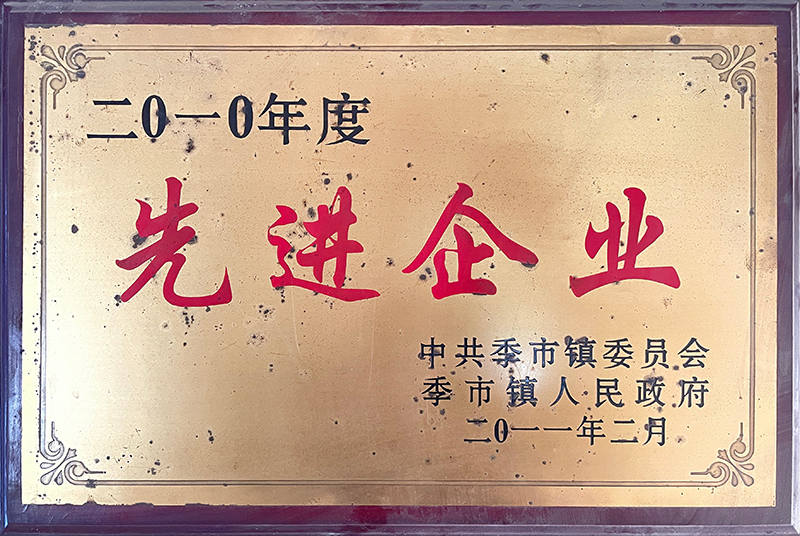 二0一0年度
先进企业
中共季市镇委员会
季市镇人民政府
二0一一年二月